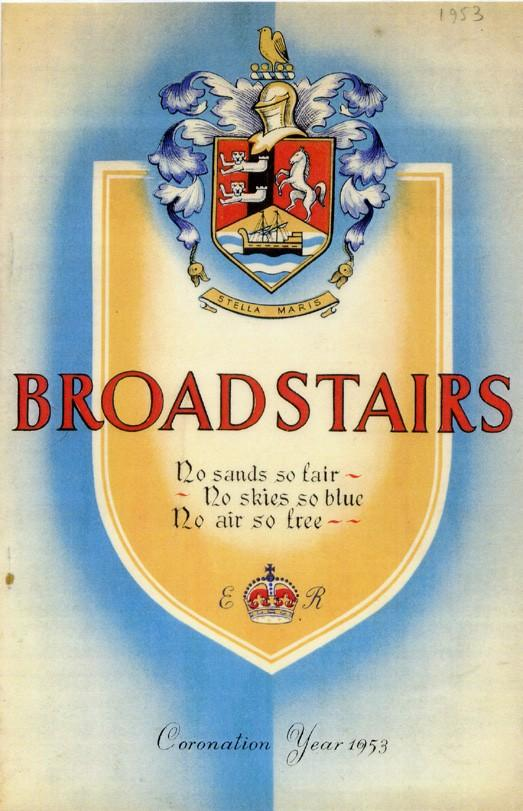 1953
STELLA MARIS
BROADSTAIRS
No sands so fair ~
~ No skies so blue
No air so free ~ ~
E R
Coronation Year 1953